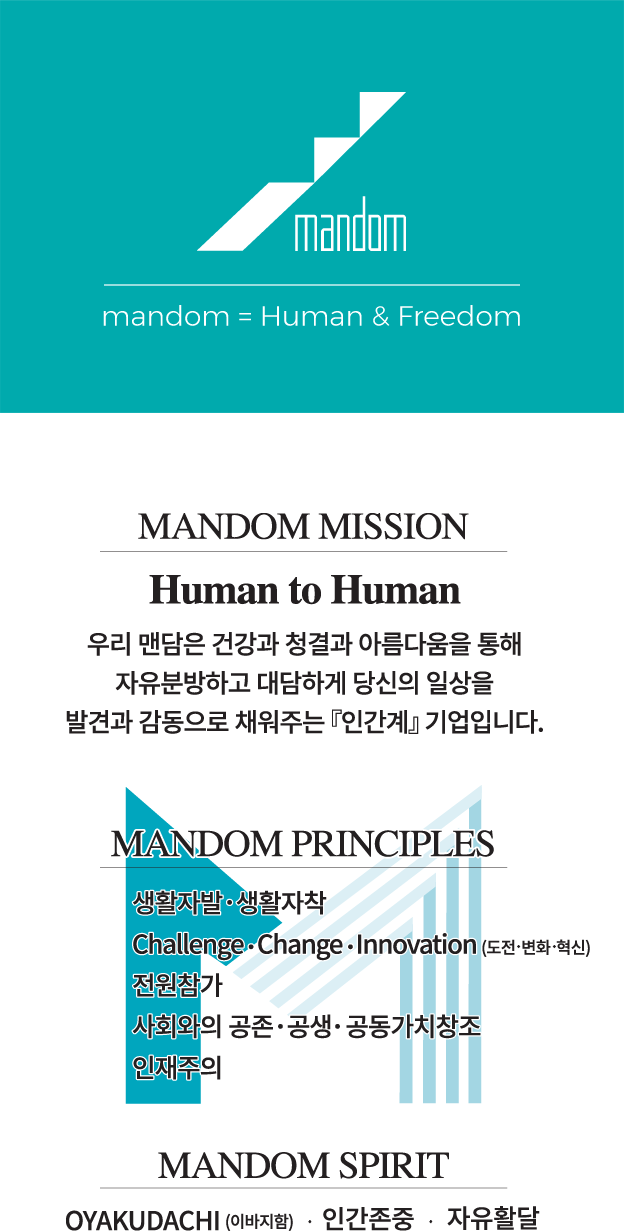 mandom
mandom = Human & Freedom
MANDOM MISSION
Human to Human
우리 맨담은 건강과 청결과 아름다움을 통해
자유분방하고 대담하게 당신의 일상을
발견과 감동으로 채워주는 『인간계』 기업입니다.
MANDOM PRINCIPLES
생활자발·생활자착
Challenge·Change·Innovation (도전·변화·혁신)
전원참가
사회와의 공존·공생·공동가치창조
인재주의
MANDOM SPIRIT
OYAKUDACHI (이바지함) · 인간존중 · 자유활달